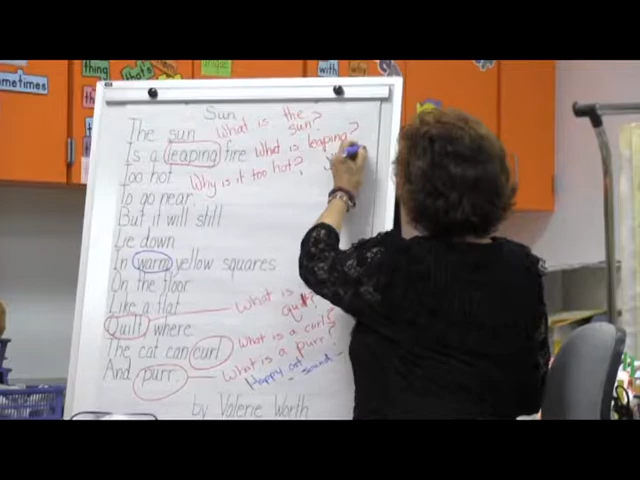 thing
that's
with
why
ometimes
Sun
The sun What is the
sun?
Is a leaping fire What is leaping?
Too hot Why is it too hot?
To go near,
But it will still
Lie down
In warm yellow squares
On the floor
Like a flat What is
Quilt where quilt?
The cat can curl What is a curl?
And purr. What is a purr?
Happy cat sound
by Valerie Worth